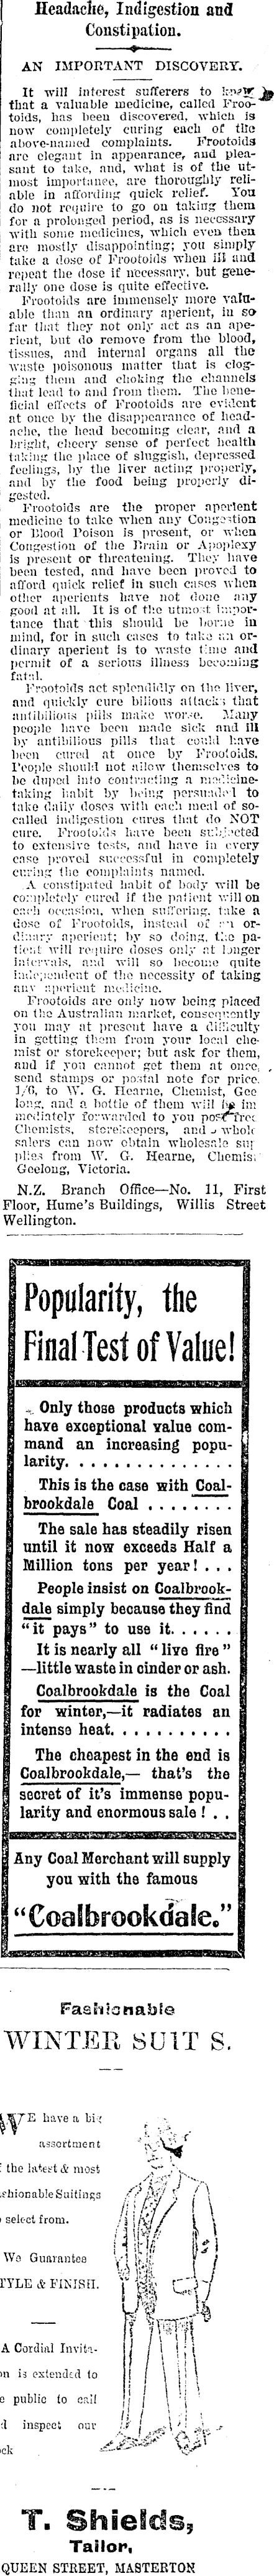 Headache, Indigestion and
Constipation.
AN IMPORTANT DISCOVERY.
It will interest sufferers to know
that a valuable medicine, called Froo-
toids, has been discovered, which is
now completely curing each of the
above-named complaints. Frootoids
are elegant in appearance, and plea-
sant to take, and, what is of the ut-
most importance, are thoroughly reli-
able in affording quick relief. You
do not require to go on taking them
for a prolonged period, as is necessary
with some medicines, which even then
are mostly disappointing; you simply
take a dose of Frootoids when ill and
repeat the dose if necessary, but gene-
rally one dose is quite effective.
Frootoids are immensely more valu-
able than an ordinary aperient, in so
far that they not only act as an ape-
rient, but do remove from the blood,
tissues, and internal organs all the
waste poisonous matter that is clog-
ging them and choking the channels
that lead to and from them. The bene-
ficial effects of Frootoids are evident
at once by the disappearance of head-
ache, the head becoming clear, and a
bright, cheery sense of perfect health
taking the place of sluggish, depressed
feelings, by the liver acting properly,
and by the food being properly di-
gested.
Frootoids are the proper aperient
medicine to take when any Congestion
or Blood Poison is present, or when
Congestion of the Brain or Apoplexy
is present or threatening. They have
been tested, and have been proved to
afford quick relief in such cases when
other aperients have not done any
good at all. It is of the utmost impor-
tance that this should be borne in
mind, for in such cases to take an or-
dinary aperient is to waste time and
permit of a serious illness becoming
fatal.
Frootoids act splendidly on the liver,
and quickly cure bilious attacks that
antibilious pills make worse. Many
people have been made sick and ill
by antibilious pills that could have
been cured at once by Frootoids.
People should not allow themselves to
be duped into contracting a medicine-
taking habit by being persuaded to
take daily doses with each meal of so-
called indigestion cures that do NOT
cure. Frootoids have been subjected
to extensive tests, and have in every
case proved successful in completely
curing the complaints named.
A constipated habit of body will be
completely cured if the patient will on
each occasion, when suffering, take a
dose of Frootoids, instead of an or-
dinary aperient; by so doing, the pa-
tient will require doses only at longer
intervals, and will so become quite
independent of the necessity of taking
any aperient medicine.
Frootoids are only now being placed
on the Australian market, consequently
you may at present have a difficulty
in getting them from your local che-
mist or storekeeper; but ask for them,
and if you cannot get them at once,
send stamps or postal note for price,
1/6, to W. G. Hearne, Chemist, Gee
long, and a bottle of them will be im
mediately forwarded to you post free.
Chemists, storekeepers, and whole
salers can now obtain wholesale sup
plies from W. G. Hearne, Chemist
Geelong, Victoria.
N.Z. Branch Office—No. 11, First
Floor, Hume's Buildings, Willis Street
Wellington.
Popularity, the
Final Test of Value!
Only those products which
have exceptional value com-
mand an increasing popu-
larity. . . . . . . . . . . . . . .
This is the case with Coal-
brookdale Coal . . . . . . . .
The sale has steadily risen
until it now exceeds Half a
Million tons per year! . . .
People insist on Coalbrook-
dale simply because they find
"it pays" to use it. . . . . . .
It is nearly all "live fire"
—little waste in cinder or ash.
Coalbrookdale is the Coal
for winter,—it radiates an
intense heat. . . . . . . . . . .
The cheapest in the end is
Coalbrookdale,— that's the
secret of it's immense popu-
larity and enormous sale ! . .
Any Coal Merchant will supply
you with the famous
"Coalbrookdale."
Fashionable
WINTER SUITS.
WE have a big
assortment
f the latest & most
shionable Suitings
select from.
We Guarantee
TYLE & FINISH.
A Cordial Invita-
on is extended to
e public to call
d inspect our
ck
T. Shields,
Tailor,
QUEEN STREET, MASTERTON